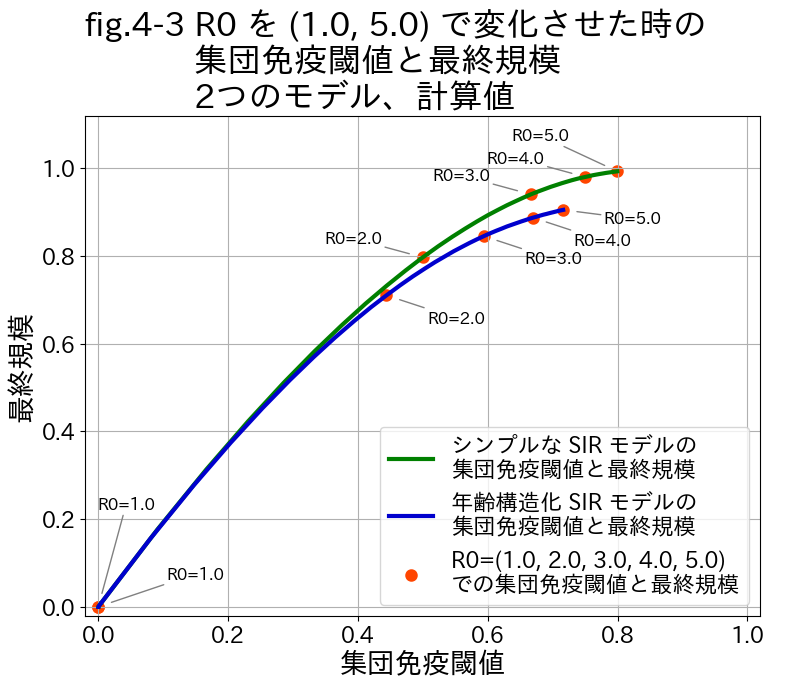 fig.4-3 R0 を (1.0, 5.0) で変化させた時の
集団免疫閾値と最終規模
2つのモデル、計算値
R0=5.0
R0=4.0
R0=3.0
R0=2.0
R0=5.0
R0=4.0
R0=3.0
R0=2.0
R0=1.0
R0=1.0
1.0
0.8
0.6
0.4
0.2
0.0
最終規模
シンプルな SIR モデルの
集団免疫閾値と最終規模
年齢構造化 SIR モデルの
集団免疫閾値と最終規模
R0=(1.0, 2.0, 3.0, 4.0, 5.0)
での集団免疫閾値と最終規模
0.0
0.2
0.4
0.6
0.8
1.0
集団免疫閾値